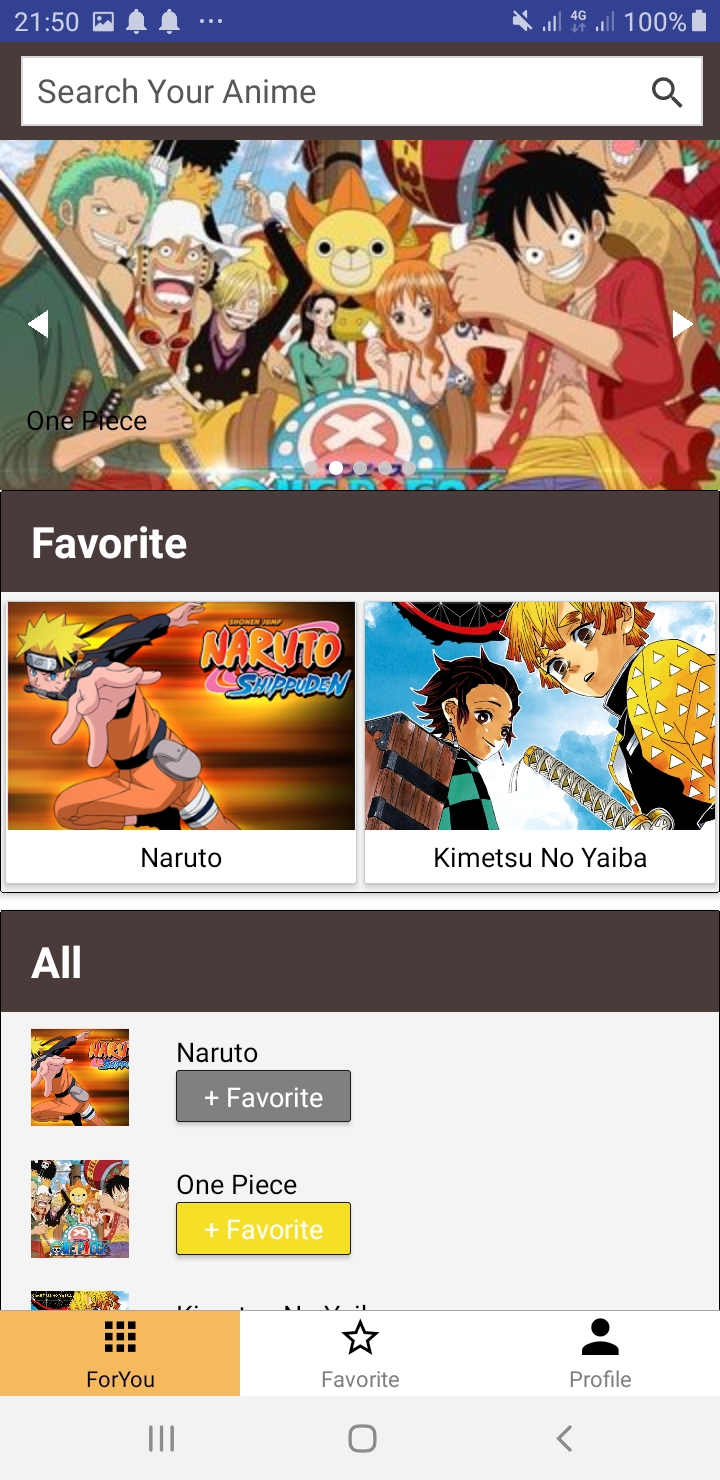 21:50
4G
100%
Search Your Anime
One Piece
Favorite
SHONEN JUMP
NARUTO
SHIPPUDEN
Naruto
Kimetsu No Yaiba
All
Naruto
+ Favorite
One Piece
+ Favorite
ForYou
Favorite
Profile